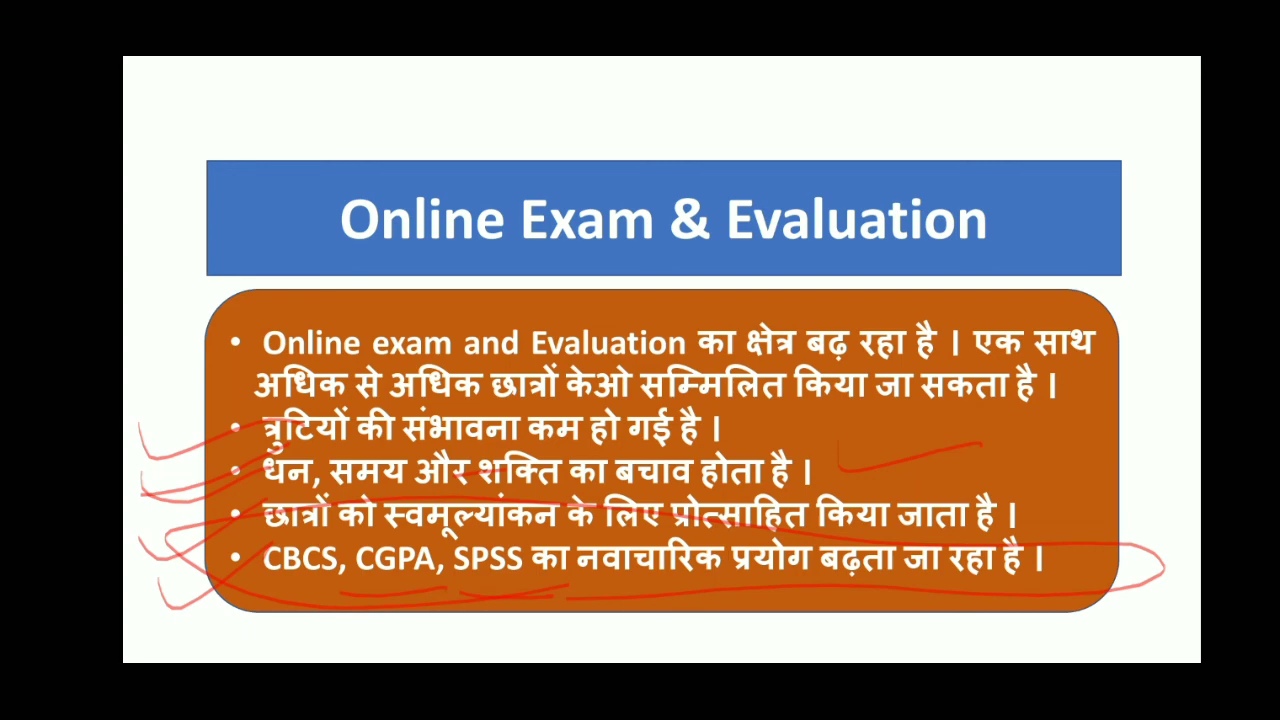 Online Exam & Evaluation
• Online exam and Evaluation का क्षेत्र बढ़ रहा है । एक साथ
अधिक से अधिक छात्रों केओ सम्मिलित किया जा सकता है ।
• त्रुटियों की संभावना कम हो गई है ।
• धन, समय और शक्ति का बचाव होता है ।
• छात्रों को स्वमूल्यांकन के लिए प्रोत्साहित किया जाता है ।
• CBCS, CGPA, SPSS का नवाचारिक प्रयोग बढ़ता जा रहा है ।